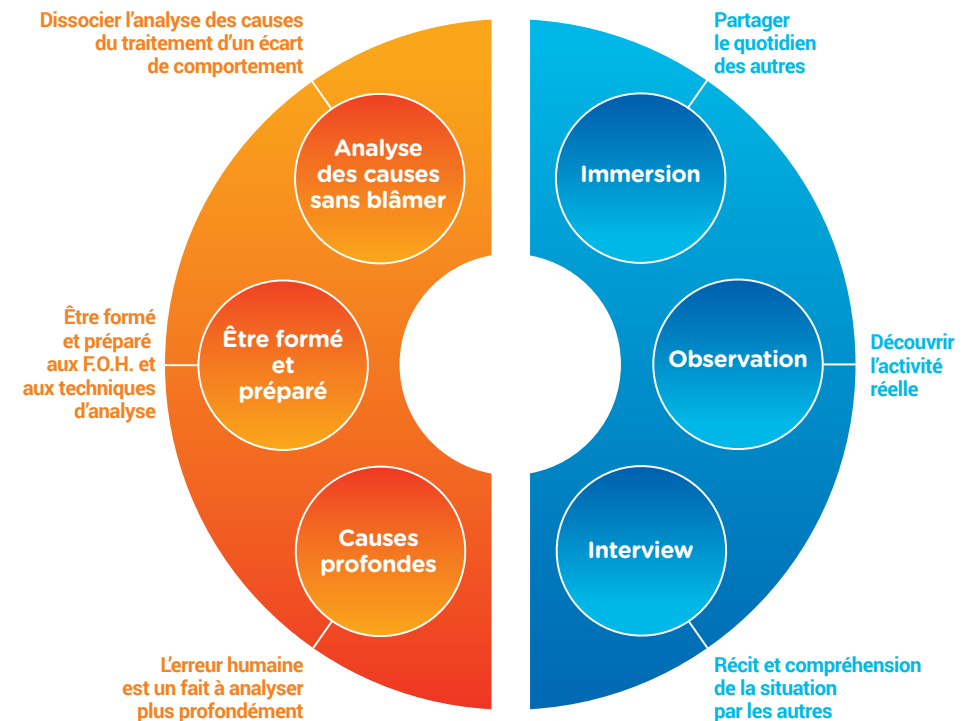 Dissocier l’analyse des causes
du traitement d’un écart
de comportement
Analyse
des causes
sans blâmer
Être formé
et préparé
aux F.O.H. et
aux techniques
d’analyse
Être formé
et
préparé
Causes
profondes
L’erreur humaine
est un fait à analyser
plus profondément
Partager
le quotidien
des autres
Immersion
Observation
Découvrir
l’activité
réelle
Interview
Récit et compréhension
de la situation
par les autres